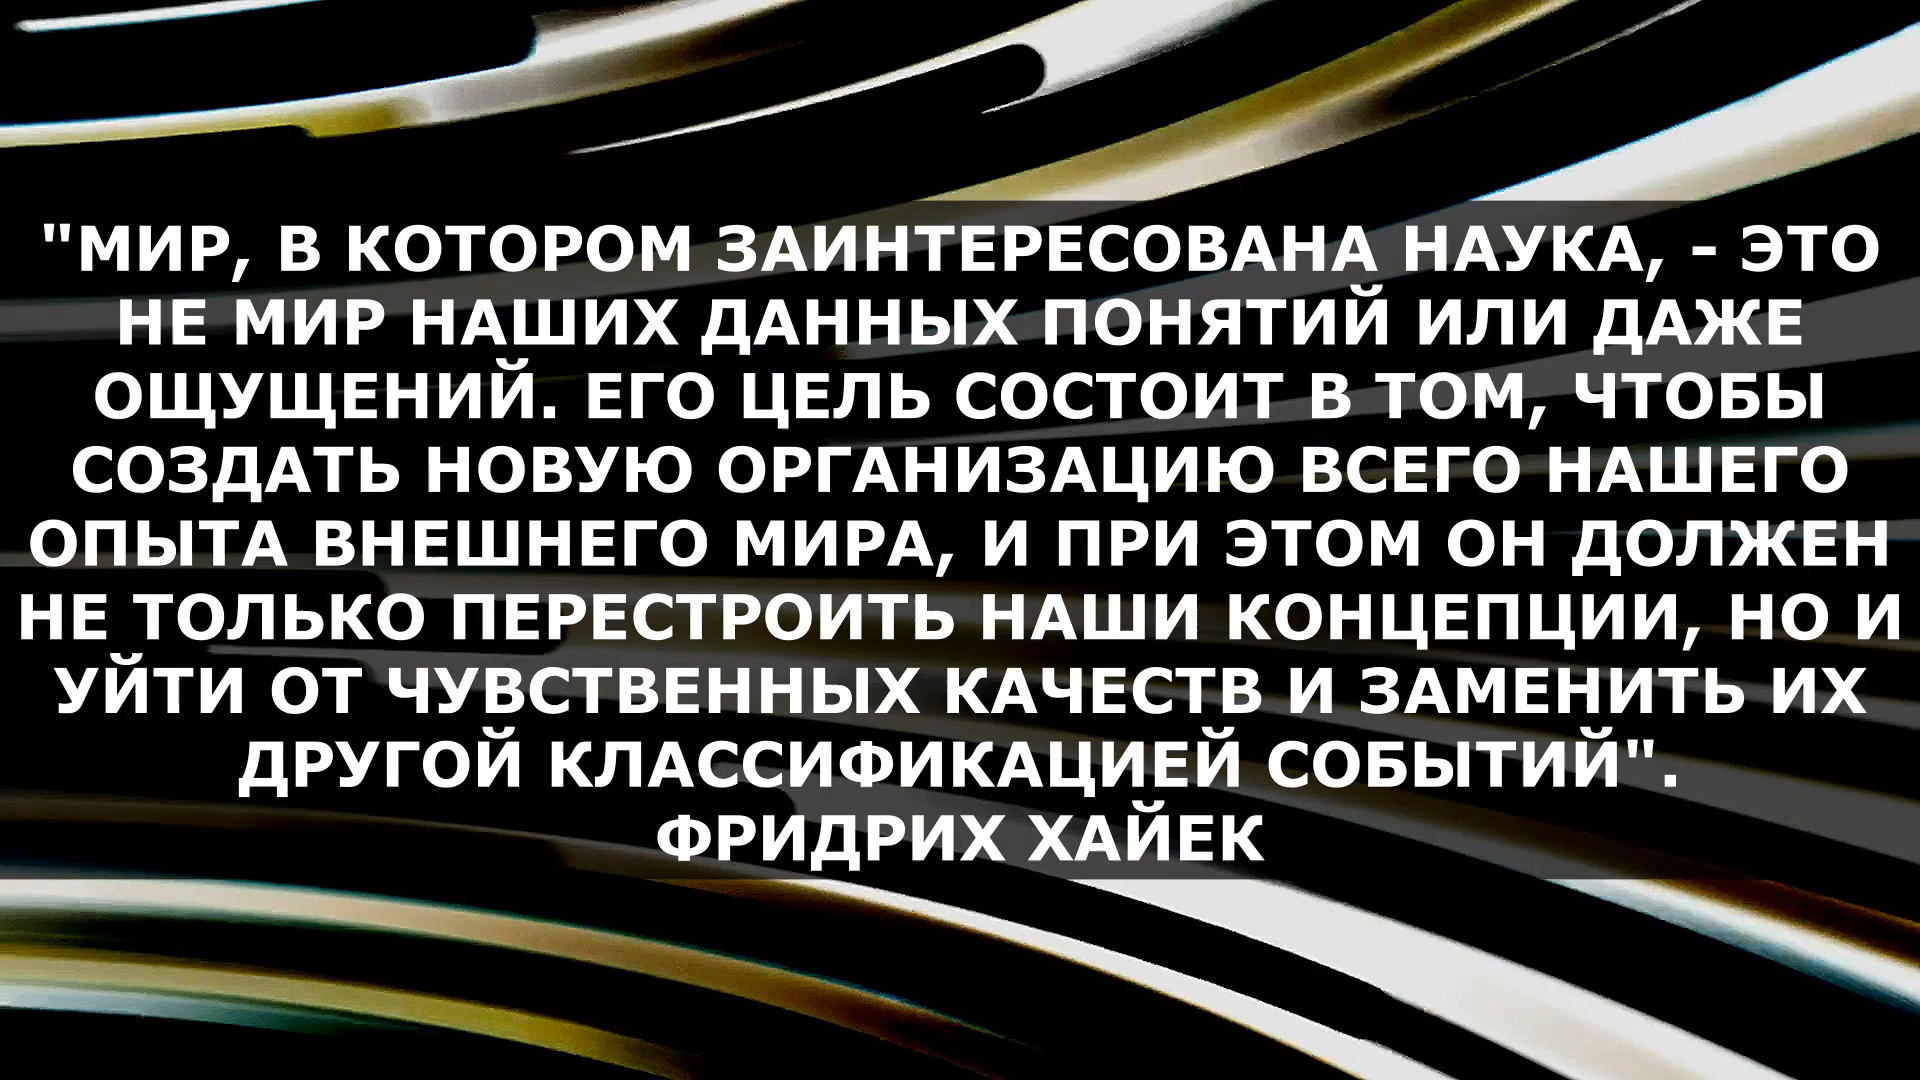 "МИР, В КОТОРОМ ЗАИНТЕРЕСОВАНА НАУКА, - ЭТО
НЕ МИР НАШИХ ДАННЫХ ПОНЯТИЙ ИЛИ ДАЖЕ
ОЩУЩЕНИЙ. ЕГО ЦЕЛЬ СОСТОИТ В ТОМ, ЧТОБЫ
СОЗДАТЬ НОВУЮ ОРГАНИЗАЦИЮ ВСЕГО НАШЕГО
ОПЫТА ВНЕШНЕГО МИРА, И ПРИ ЭТОМ ОН ДОЛЖЕН
НЕ ТОЛЬКО ПЕРЕСТРОИТЬ НАШИ КОНЦЕПЦИИ, НО И
УЙТИ ОТ ЧУВСТВЕННЫХ КАЧЕСТВ И ЗАМЕНИТЬ ИХ
ДРУГОЙ КЛАССИФИКАЦИЕЙ СОБЫТИЙ".
ФРИДРИХ ХАЙЕК